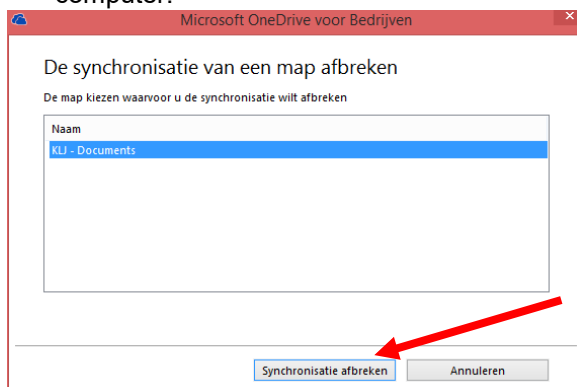 computer.
Microsoft OneDrive voor Bedrijven
De synchronisatie van een map afbreken
De map kiezen waarvoor u de synchronisatie wilt afbreken
Naam
KLJ - Documents
Synchronisatie afbreken Annuleren